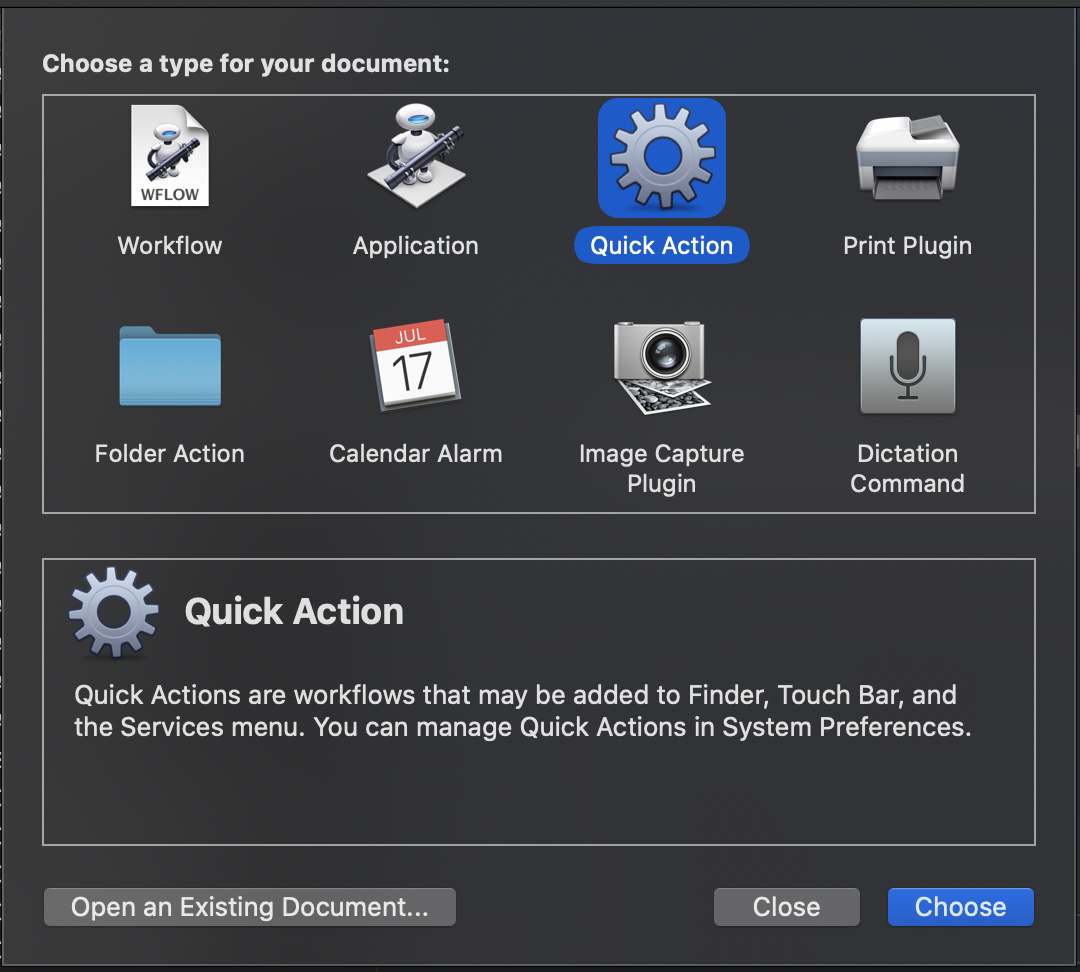 Choose a type for your document:
WFLOW
Workflow
Application
Quick Action
Print Plugin
JUL
17
Folder Action
Calendar Alarm
Image Capture
Plugin
Dictation
Command
Quick Action
Quick Actions are workflows that may be added to Finder, Touch Bar, and
the Services menu. You can manage Quick Actions in System Preferences.
Open an Existing Document...
Close
Choose